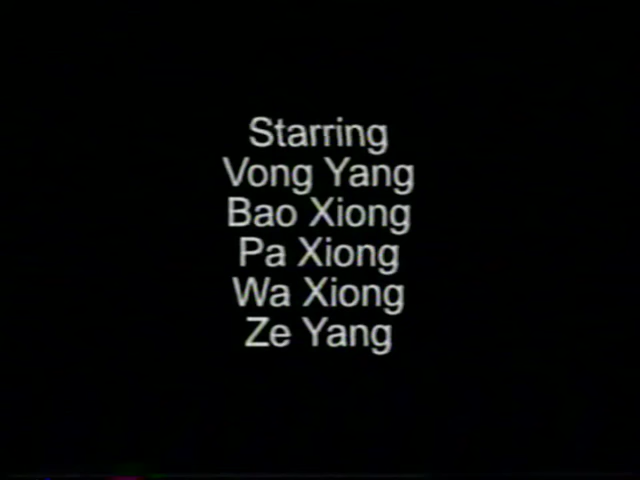 Starring
Vong Yang
Bao Xiong
Pa Xiong
Wa Xiong
Ze Yang